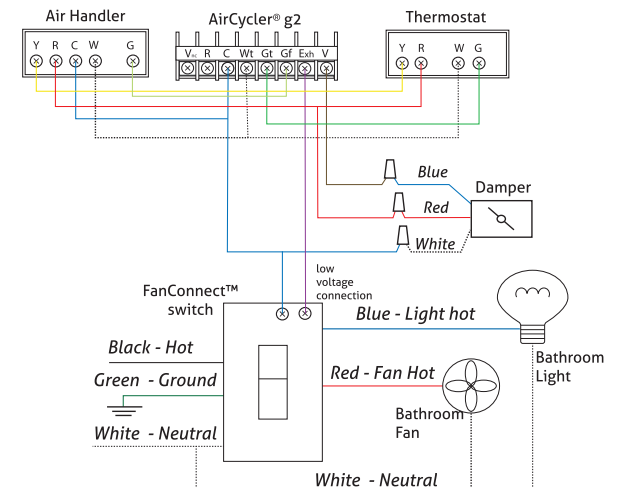 Air Handler
AirCycler® g2
Thermostat
Y R C W G
Vac R C Wt Gt Gf Exh V
Y R W G
Blue
Damper
Red
White
low
voltage
connection
FanConnect™
switch
Blue - Light hot
Black - Hot
Bathroom
Light
Red - Fan Hot
Green - Ground
Bathroom
Fan
White - Neutral
White - Neutral